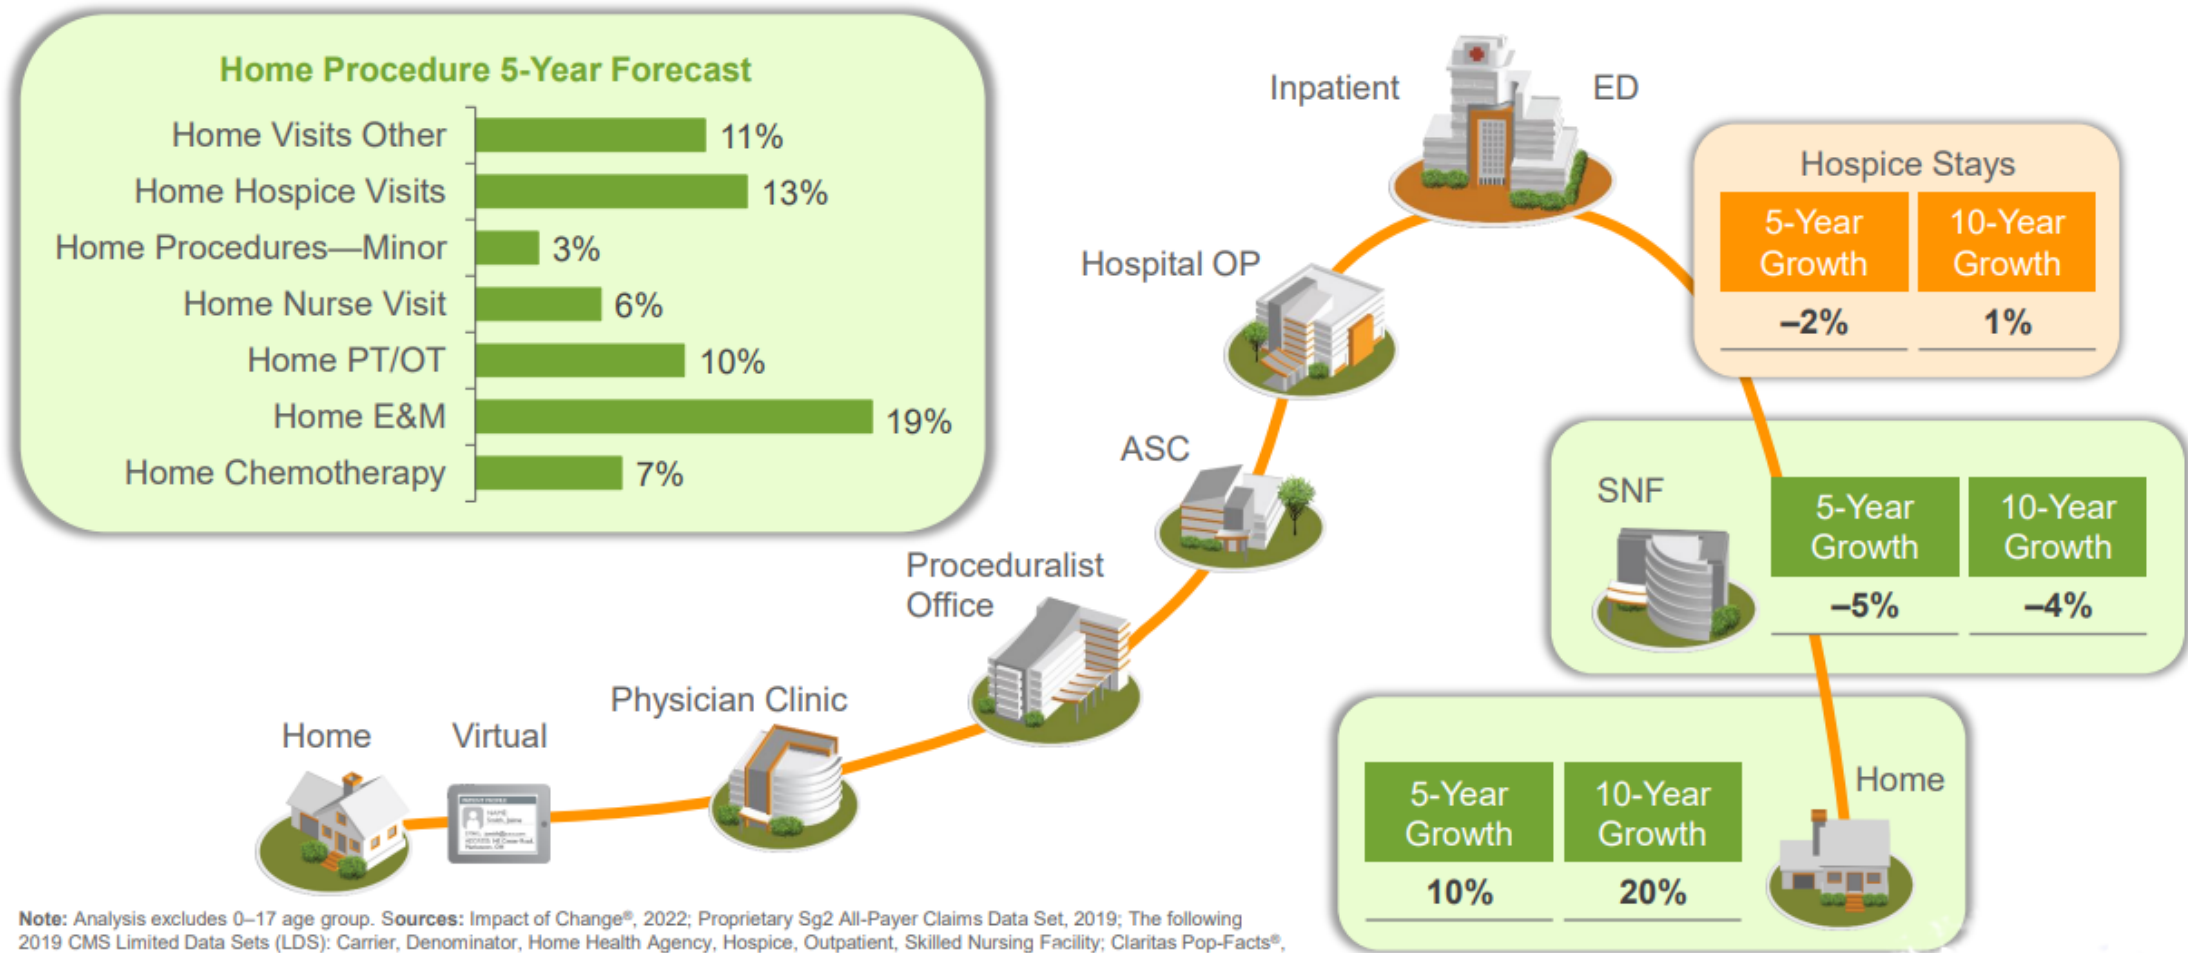 Home Procedure 5-Year Forecast
Home Visits Other 11%
Home Hospice Visits 13%
Home Procedures—Minor 3%
Home Nurse Visit 6%
Home PT/OT 10%
Home E&M 19%
Home Chemotherapy 7%
Inpatient
ED
Hospital OP
ASC
Proceduralist
Office
Physician Clinic
Virtual
Home
Hospice Stays
5-Year
Growth
10-Year
Growth
–2%
1%
SNF
5-Year
Growth
10-Year
Growth
–5%
–4%
5-Year
Growth
10-Year
Growth
10%
20%
Home
Note: Analysis excludes 0–17 age group. Sources: Impact of Change®, 2022; Proprietary Sg2 All-Payer Claims Data Set, 2019; The following
2019 CMS Limited Data Sets (LDS): Carrier, Denominator, Home Health Agency, Hospice, Outpatient, Skilled Nursing Facility; Claritas Pop-Facts®,